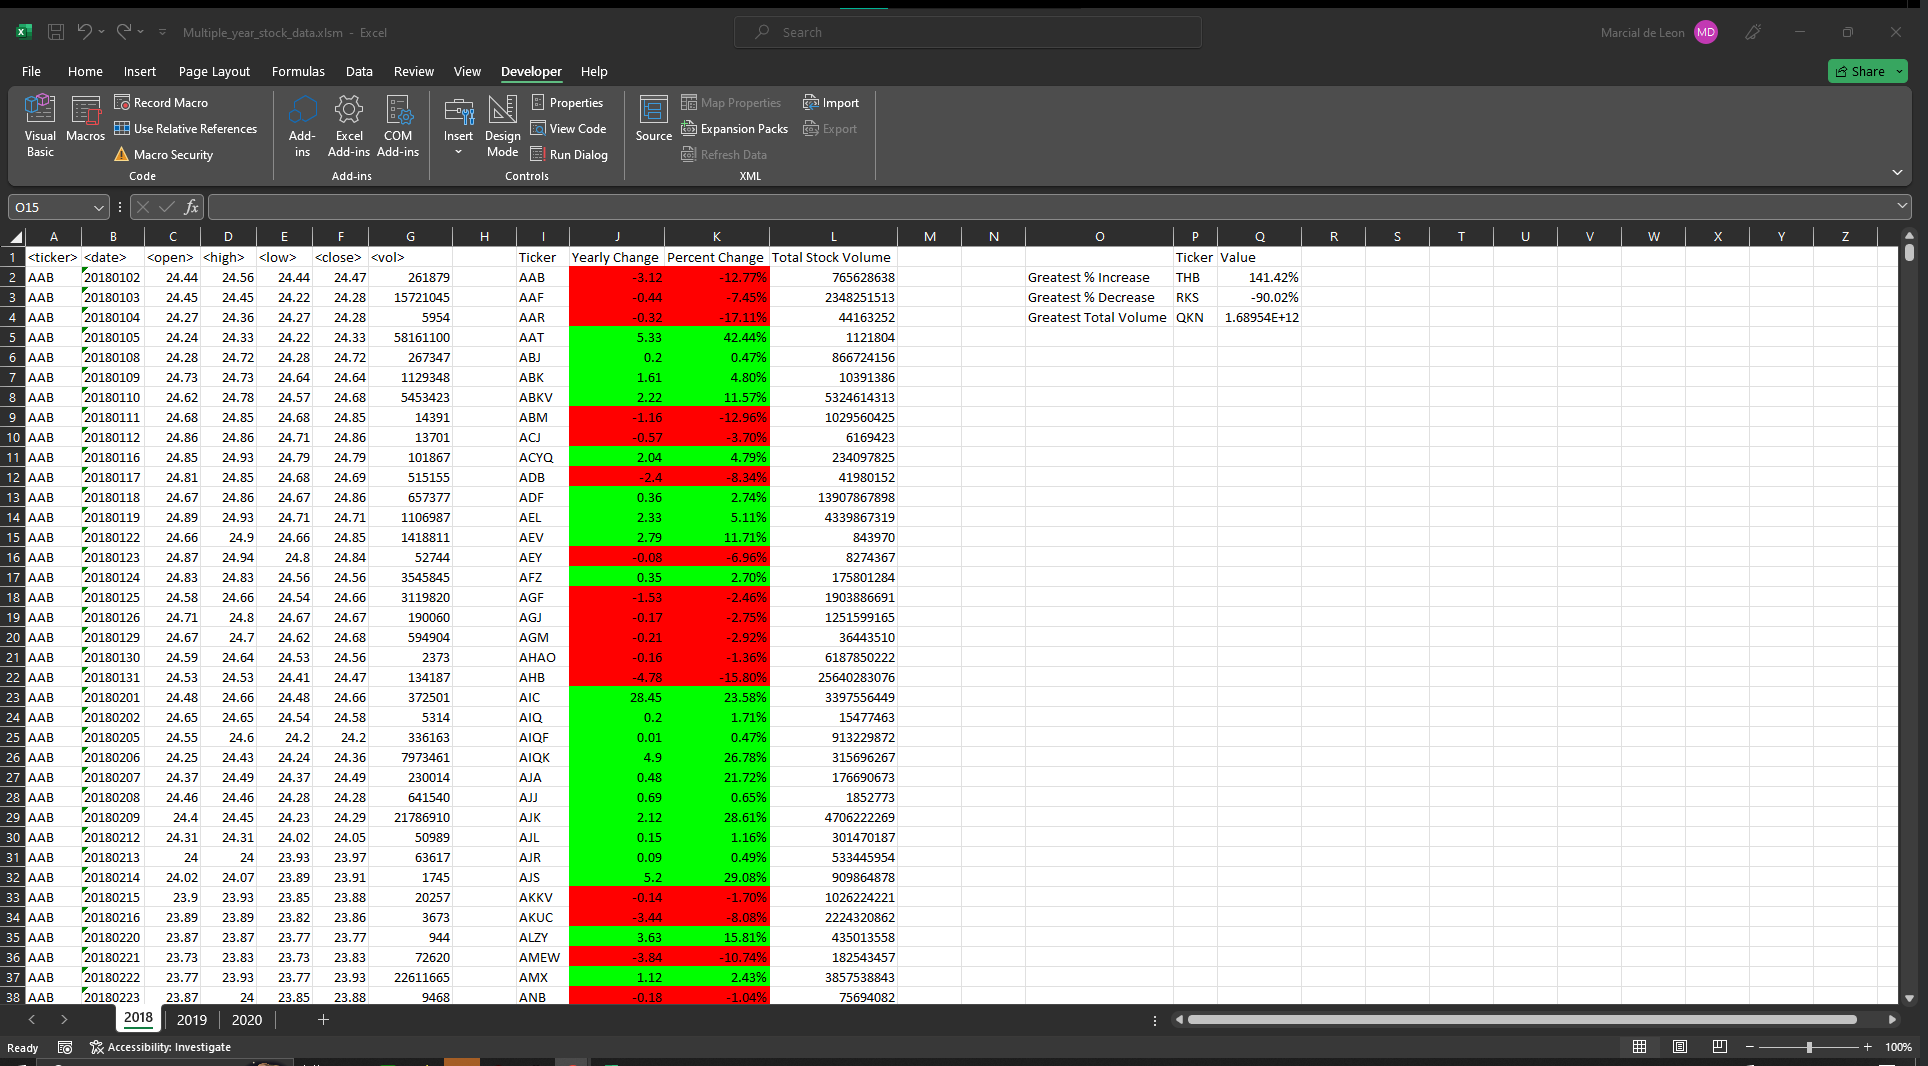 Multiple_year_stock_data.xlsm - Excel
Search
Marcial de Leon MD
File Home Insert Page Layout Formulas Data Review View Developer Help
Share
Visual Basic
Macros
Record Macro
Use Relative References
Macro Security
Code
Add-ins
Excel Add-ins
COM Add-ins
Add-ins
Insert
Design Mode
Properties
View Code
Run Dialog
Controls
Source
Map Properties
Expansion Packs
Refresh Data
Import
Export
XML
O15
fx
A B C D E F G H I J K L M N O P Q R S T U V W X Y Z
1 <ticker> <date> <open> <high> <low> <close> <vol> Ticker Yearly Change Percent Change Total Stock Volume Ticker Value
2 AAB 20180102 24.44 24.56 24.44 24.47 261879 AAB -3.12 -12.77% 765628638 Greatest % Increase THB 141.42%
3 AAB 20180103 24.45 24.45 24.22 24.28 15721045 AAF -0.44 -7.45% 2348251513 Greatest % Decrease RKS -90.02%
4 AAB 20180104 24.27 24.36 24.27 24.28 5954 AAR -0.32 -17.11% 44163252 Greatest Total Volume QKN 1.68954E+12
5 AAB 20180105 24.24 24.33 24.22 24.33 58161100 AAT 5.33 42.44% 1121804
6 AAB 20180108 24.28 24.72 24.28 24.72 267347 ABJ 0.2 0.47% 866724156
7 AAB 20180109 24.73 24.73 24.64 24.64 1129348 ABK 1.61 4.80% 10391386
8 AAB 20180110 24.62 24.78 24.57 24.68 5453423 ABKV 2.22 11.57% 5324614313
9 AAB 20180111 24.68 24.85 24.68 24.85 14391 ABM -1.16 -12.96% 1029560425
10 AAB 20180112 24.86 24.86 24.71 24.86 13701 ACJ -0.57 -3.70% 6169423
11 AAB 20180116 24.85 24.93 24.79 24.79 101867 ACYQ 2.04 4.79% 234097825
12 AAB 20180117 24.81 24.85 24.68 24.69 515155 ADB -2.4 -8.34% 41980152
13 AAB 20180118 24.67 24.86 24.67 24.86 657377 ADF 0.36 2.74% 13907867898
14 AAB 20180119 24.89 24.93 24.71 24.71 1106987 AEL 2.33 5.11% 4339867319
15 AAB 20180122 24.66 24.9 24.66 24.85 1418811 AEV 2.79 11.71% 843970
16 AAB 20180123 24.87 24.94 24.8 24.84 52744 AEY -0.08 -6.96% 8274367
17 AAB 20180124 24.83 24.83 24.56 24.56 3545845 AFZ 0.35 2.70% 175801284
18 AAB 20180125 24.58 24.66 24.54 24.66 3119820 AGF -1.53 -2.46% 1903886691
19 AAB 20180126 24.71 24.8 24.62 24.67 190060 AGJ -0.17 -2.75% 1251599165
20 AAB 20180129 24.67 24.7 24.62 24.68 594904 AGM -0.21 -2.92% 36443510
21 AAB 20180130 24.59 24.64 24.53 24.56 2373 AHAO -0.16 -1.36% 6187850222
22 AAB 20180131 24.53 24.53 24.41 24.47 134187 AHB -4.78 -15.80% 25640283076
23 AAB 20180201 24.48 24.66 24.48 24.66 372501 AIC 28.45 23.58% 3397556449
24 AAB 20180202 24.65 24.65 24.54 24.58 5314 AIQ 0.2 1.71% 15477463
25 AAB 20180205 24.55 24.6 24.2 24.2 336163 AIQF 0.01 0.47% 913229872
26 AAB 20180206 24.25 24.43 24.24 24.36 7973461 AIQK 4.9 26.78% 315696267
27 AAB 20180207 24.37 24.49 24.37 24.49 230014 AJA 0.48 21.72% 176690673
28 AAB 20180208 24.46 24.46 24.28 24.28 641540 AJJ 0.69 0.65% 1852773
29 AAB 20180209 24.4 24.45 24.23 24.29 21786910 AJK 2.12 28.61% 4706222269
30 AAB 20180212 24.31 24.31 24.02 24.05 50989 AJL 0.15 1.16% 301470187
31 AAB 20180213 24 24 23.93 23.97 63617 AJR 0.09 0.49% 533445954
32 AAB 20180214 24.02 24.07 23.89 23.91 1745 AJS 5.2 29.08% 909864878
33 AAB 20180215 23.9 23.93 23.85 23.88 20257 AKKV -0.14 -1.70% 1026224221
34 AAB 20180216 23.89 23.89 23.82 23.86 3673 AKUC -3.44 -8.08% 2224320862
35 AAB 20180220 23.87 23.87 23.77 23.77 944 ALZY 3.63 15.81% 435013558
36 AAB 20180221 23.73 23.83 23.73 23.83 72620 AMEW -3.84 -10.74% 182543457
37 AAB 20180222 23.77 23.93 23.77 23.93 22611665 AMX 1.12 2.43% 3857538843
38 AAB 20180223 23.87 24 23.85 23.88 9468 ANB -0.18 -1.04% 75694082
2018 2019 2020
Ready Accessibility: Investigate 100%